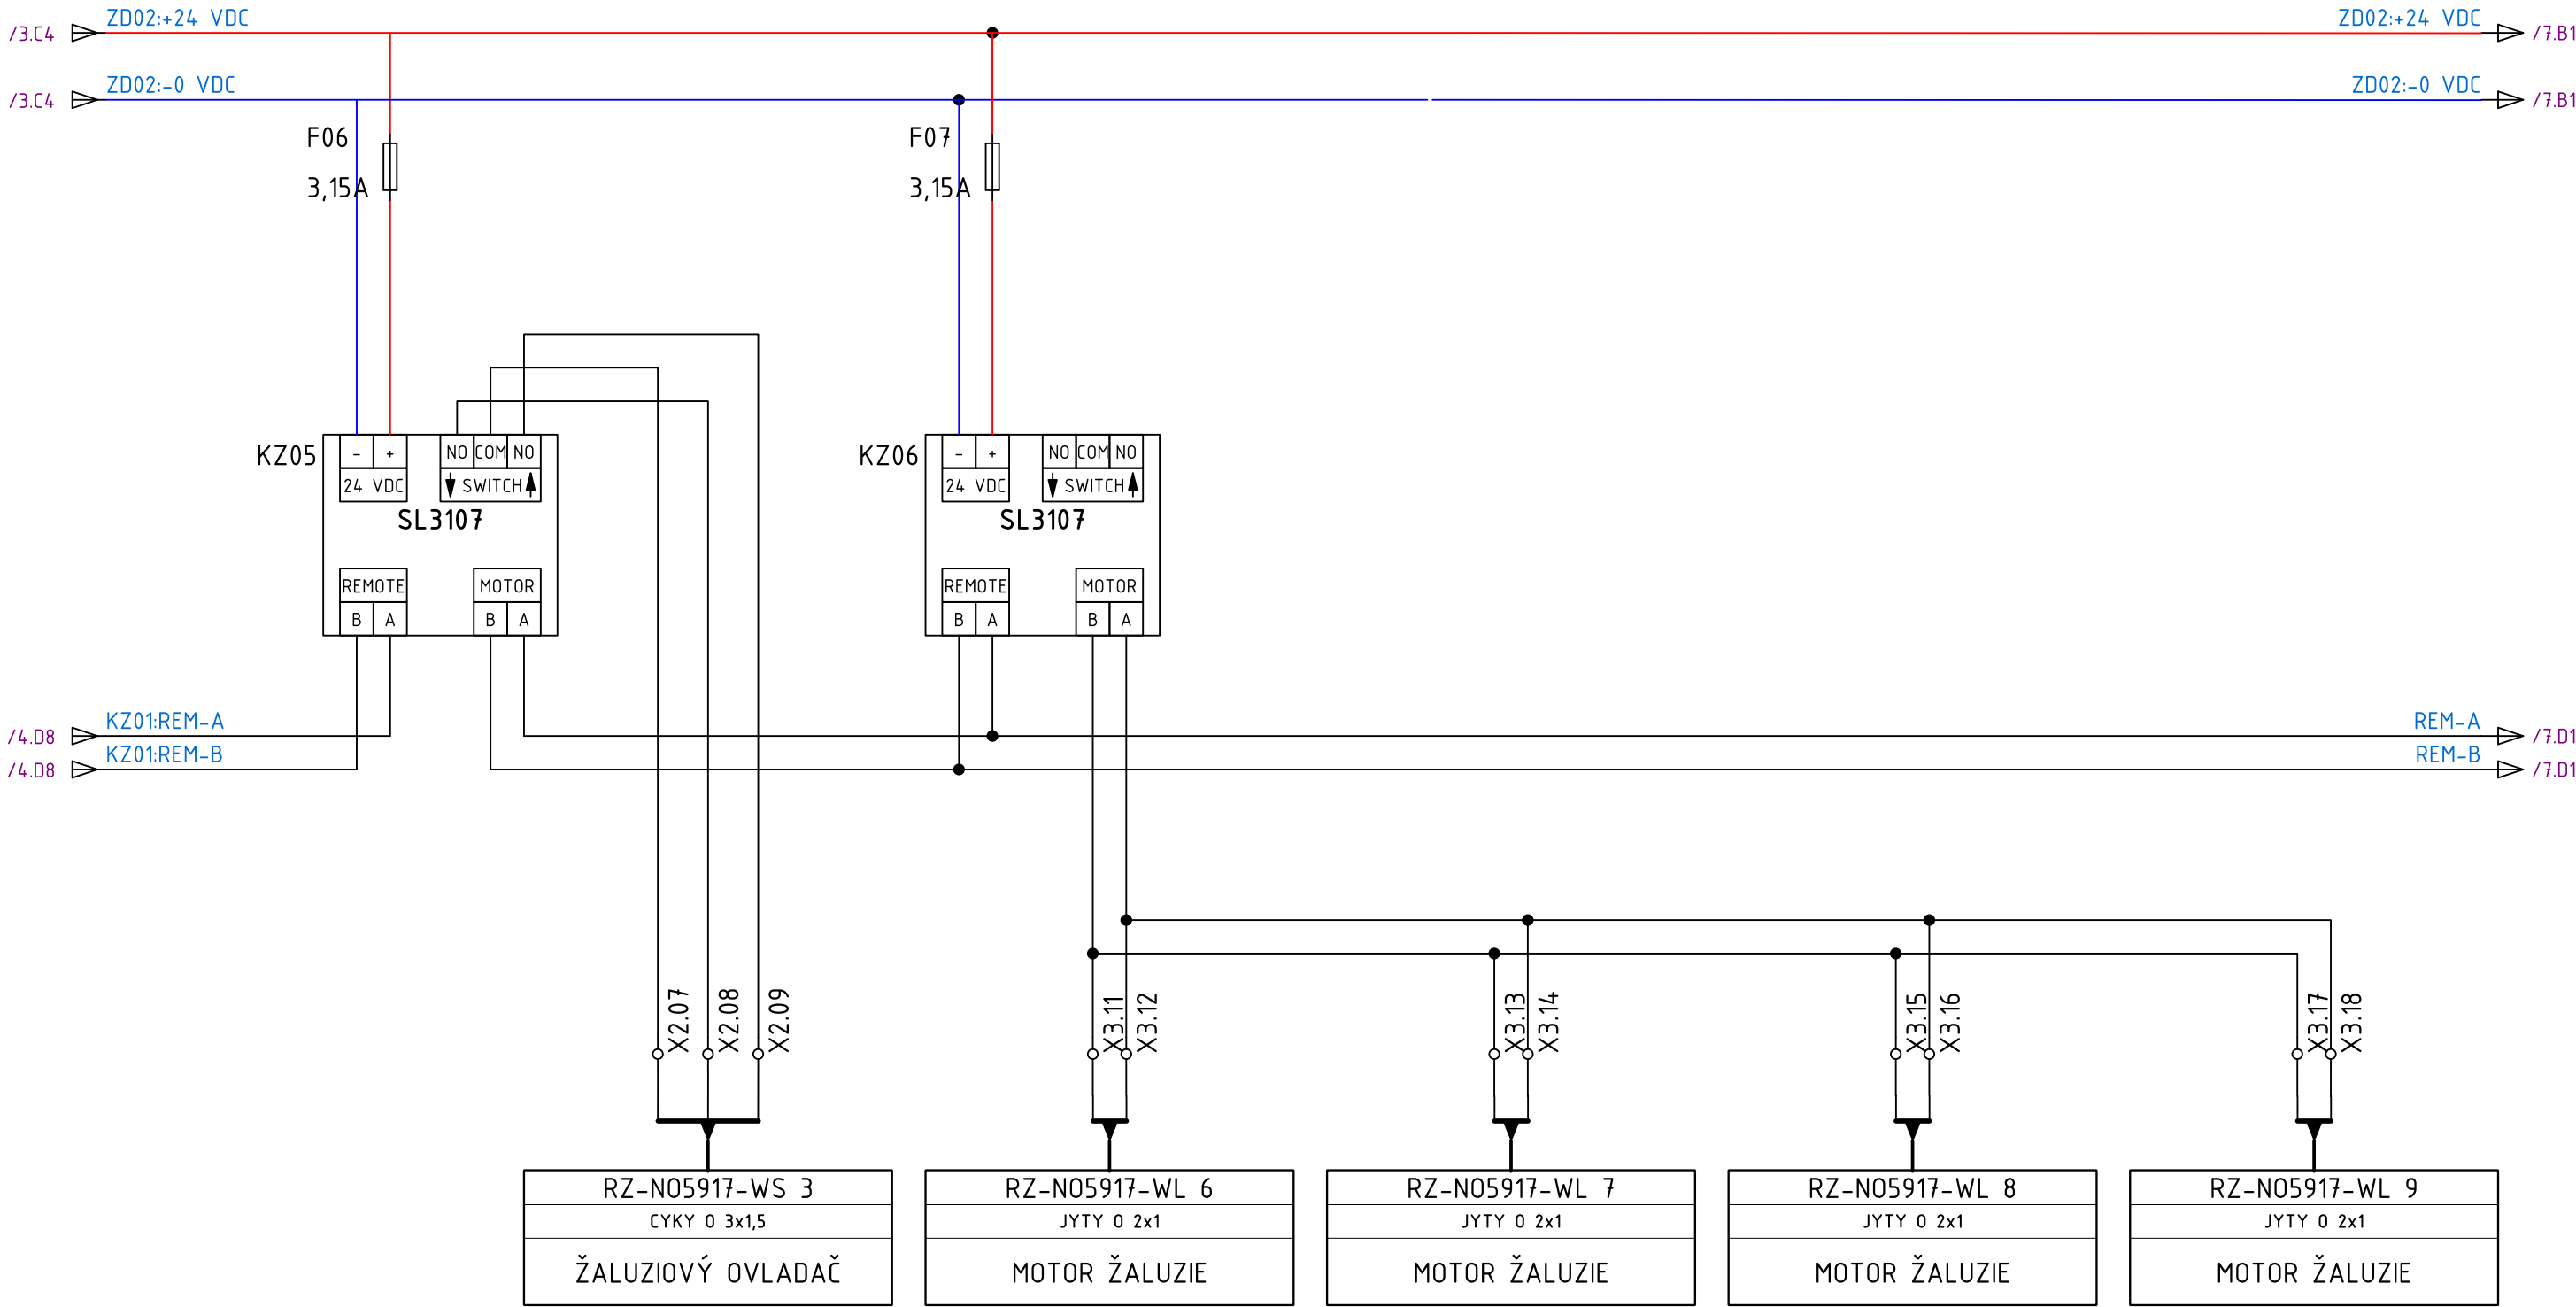 ZD02:+24 VDC ZD02:+24 VDC
/3.C4 /7.B1
ZD02:-0 VDC ZD02:-0 VDC
/3.C4 /7.B1
F06 F07
3,15A 3,15A
KZ05 - + NO COM NO KZ06 - + NO COM NO
24 VDC SWITCH 24 VDC SWITCH
SL3107 SL3107
REMOTE MOTOR REMOTE MOTOR
B A B A B A B A
KZ01:REM-A REM-A
/4.D8 /7.D1
KZ01:REM-B REM-B
/4.D8 /7.D1
X2.07 X2.08 X2.09 X3.11 X3.12 X3.13 X3.14 X3.15 X3.16 X3.17 X3.18
RZ-NO5917-WS 3 RZ-NO5917-WL 6 RZ-NO5917-WL 7 RZ-NO5917-WL 8 RZ-NO5917-WL 9
CYKY O 3x1,5 JYTY O 2x1 JYTY O 2x1 JYTY O 2x1 JYTY O 2x1
ŽALUZIOVÝ OVLADAČ MOTOR ŽALUZIE MOTOR ŽALUZIE MOTOR ŽALUZIE MOTOR ŽALUZIE